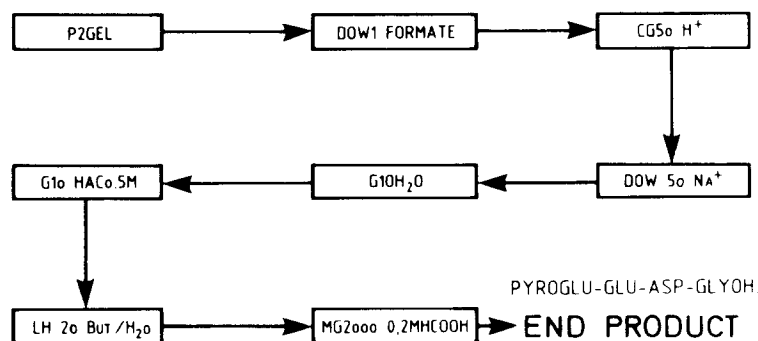 P2GEL
DOW1 FORMATE
CG5o H⁺
DOW 5o NA⁺
G10H₂O
G1o HACo.5M
LH 2o BUT/H₂o
MG2ooo 0,2MHCOOH
PYROGLU-GLU-ASP-GLYOH.
END PRODUCT